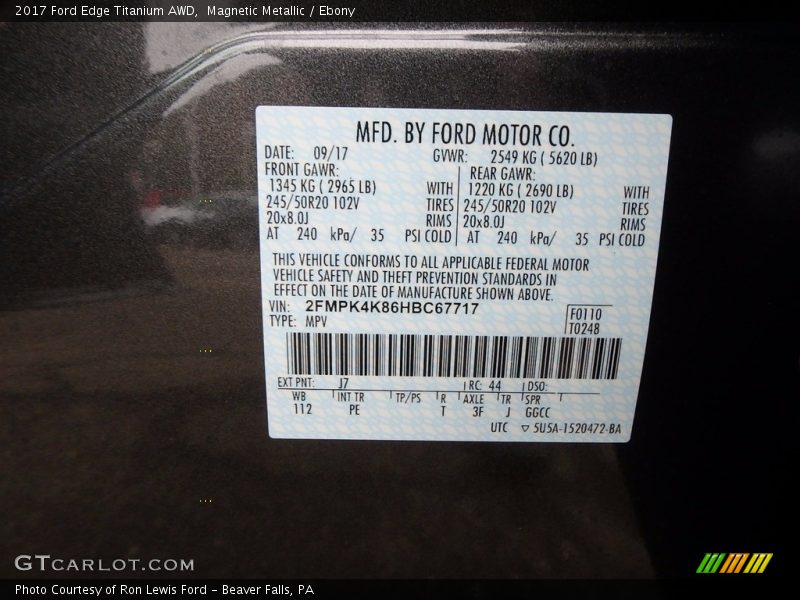 2017 Ford Edge Titanium AWD,  Magnetic Metallic / Ebony
MFD. BY FORD MOTOR CO.
DATE: 09/17 GVWR: 2549 KG ( 5620 LB)
FRONT GAWR: REAR GAWR:
1345 KG ( 2965 LB) WITH 1220 KG ( 2690 LB) WITH
245/50R20 102V TIRES 245/50R20 102V TIRES
20x8.0J RIMS 20x8.0J RIMS
AT 240 kPa/ 35 PSI COLD AT 240 kPa/ 35 PSI COLD
THIS VEHICLE CONFORMS TO ALL APPLICABLE FEDERAL MOTOR
VEHICLE SAFETY AND THEFT PREVENTION STANDARDS IN
EFFECT ON THE DATE OF MANUFACTURE SHOWN ABOVE.
VIN: 2FMPK4K86HBC67717 F0110
TYPE: MPV T0248
EXT PNT: J7 RC: 44 DSO:
WB INT TR TP/PS R AXLE TR SPR
112 PE T 3F J GGCC
UTC ▽ 5U5A-1520472-BA
GTCARLOT.COM
Photo Courtesy of Ron Lewis Ford - Beaver Falls, PA